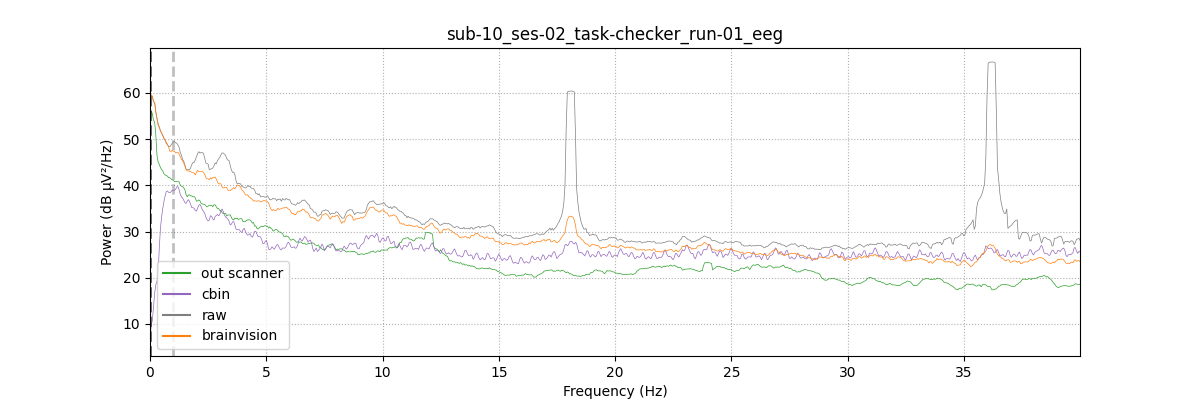 sub-10_ses-02_task-checker_run-01_eeg
Power (dB µV²/Hz)
60
50
40
30
20
10
out scanner
cbin
raw
brainvision
0 5 10 15 20 25 30 35
Frequency (Hz)